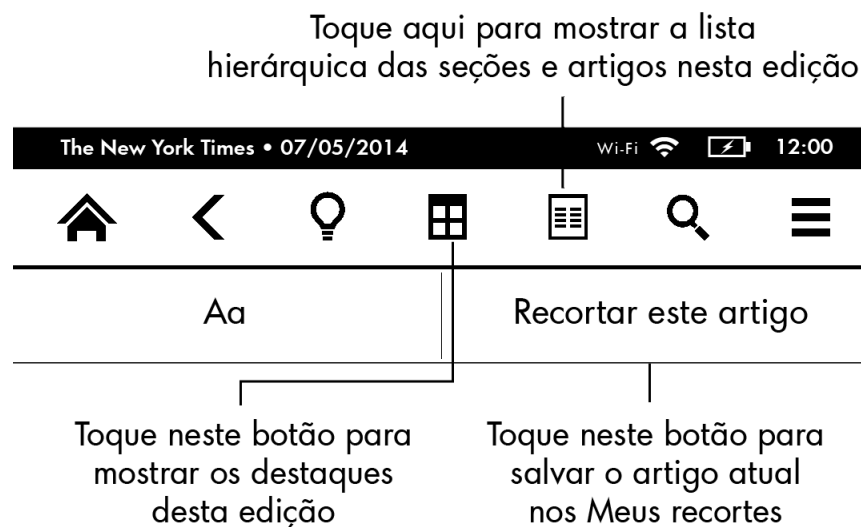 Toque aqui para mostrar a lista
hierárquica das seções e artigos nesta edição
The New York Times • 07/05/2014 Wi-Fi 12:00
Aa Recortar este artigo
Toque neste botão para
mostrar os destaques
desta edição
Toque neste botão para
salvar o artigo atual
nos Meus recortes